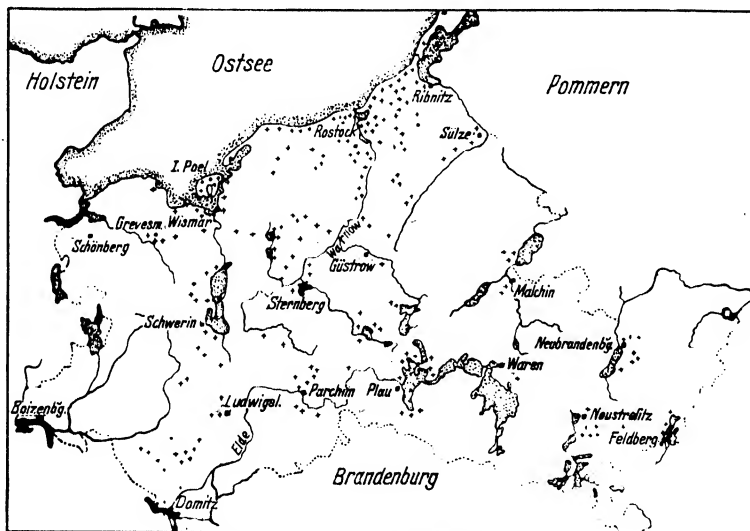 Ostsee
Holstein
Pommern
Ribnitz
Rostock
Sülze
I. Poel
Grevesm. Wismar
Schönberg
Warnow
Güstrow
Malchin
Sternberg
Schwerin
Neubrandenbg.
Waren
Parchim
Plau
Boizenbg.
Ludwigsl.
Neustrelitz
Feldberg
Elde
Brandenburg
Domitz